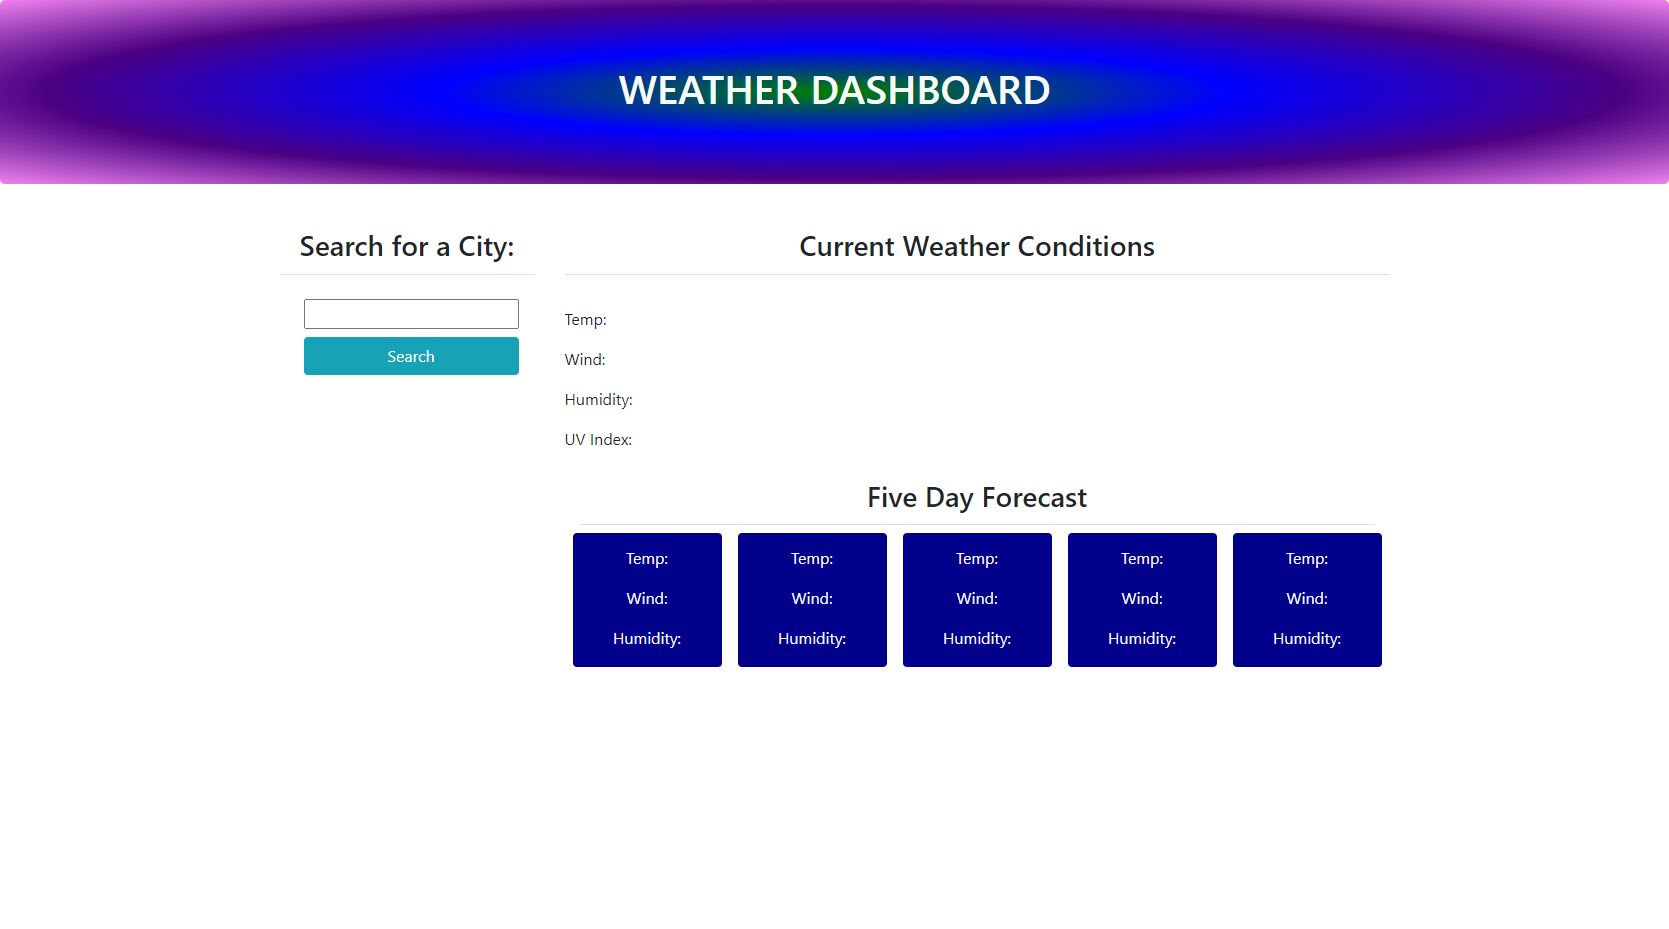 WEATHER DASHBOARD
Search for a City:
Search
Current Weather Conditions
Temp:
Wind:
Humidity:
UV Index:
Five Day Forecast
Temp:
Wind:
Humidity:
Temp:
Wind:
Humidity:
Temp:
Wind:
Humidity:
Temp:
Wind:
Humidity:
Temp:
Wind:
Humidity: